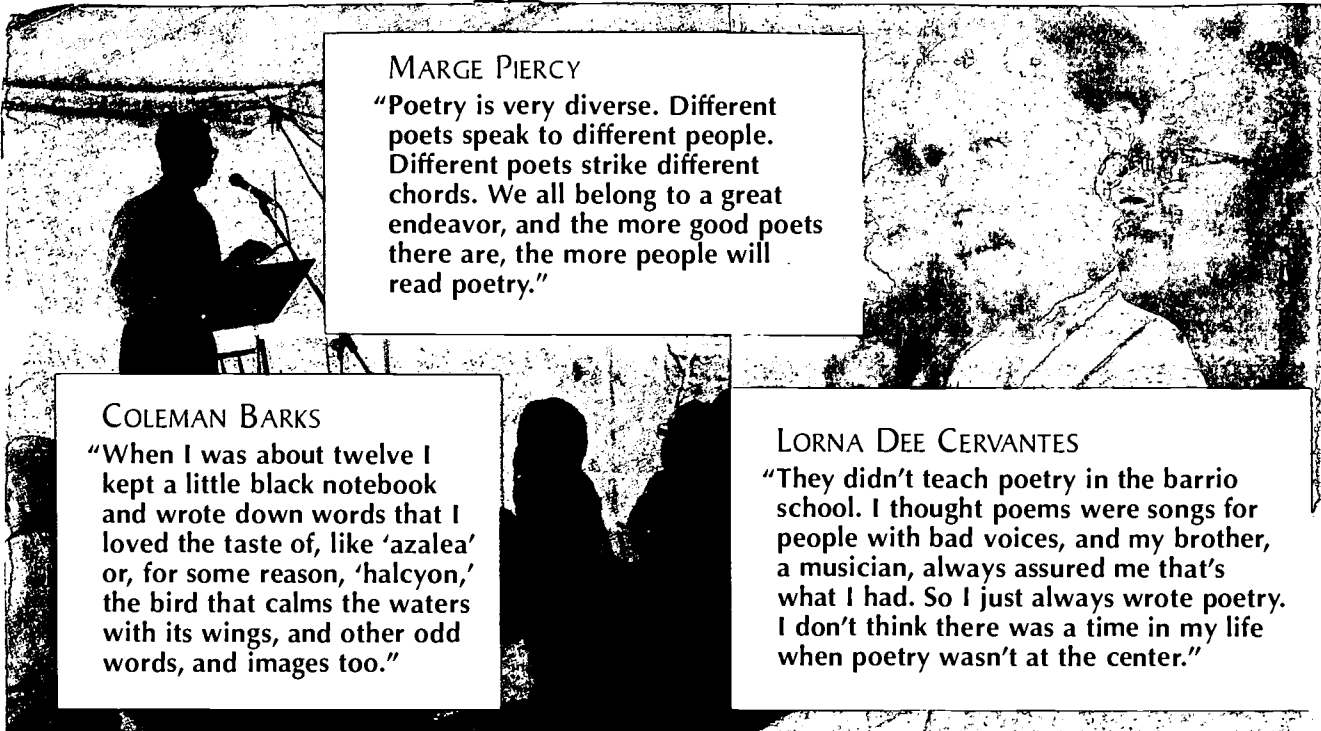 MARGE PIERCY
"Poetry is very diverse. Different
poets speak to different people.
Different poets strike different
chords. We all belong to a great
endeavor, and the more good poets
there are, the more people will
read poetry."
COLEMAN BARKS
"When I was about twelve I
kept a little black notebook
and wrote down words that I
loved the taste of, like 'azalea'
or, for some reason, 'halcyon,'
the bird that calms the waters
with its wings, and other odd
words, and images too."
LORNA DEE CERVANTES
"They didn't teach poetry in the barrio
school. I thought poems were songs for
people with bad voices, and my brother,
a musician, always assured me that's
what I had. So I just always wrote poetry.
I don't think there was a time in my life
when poetry wasn't at the center."